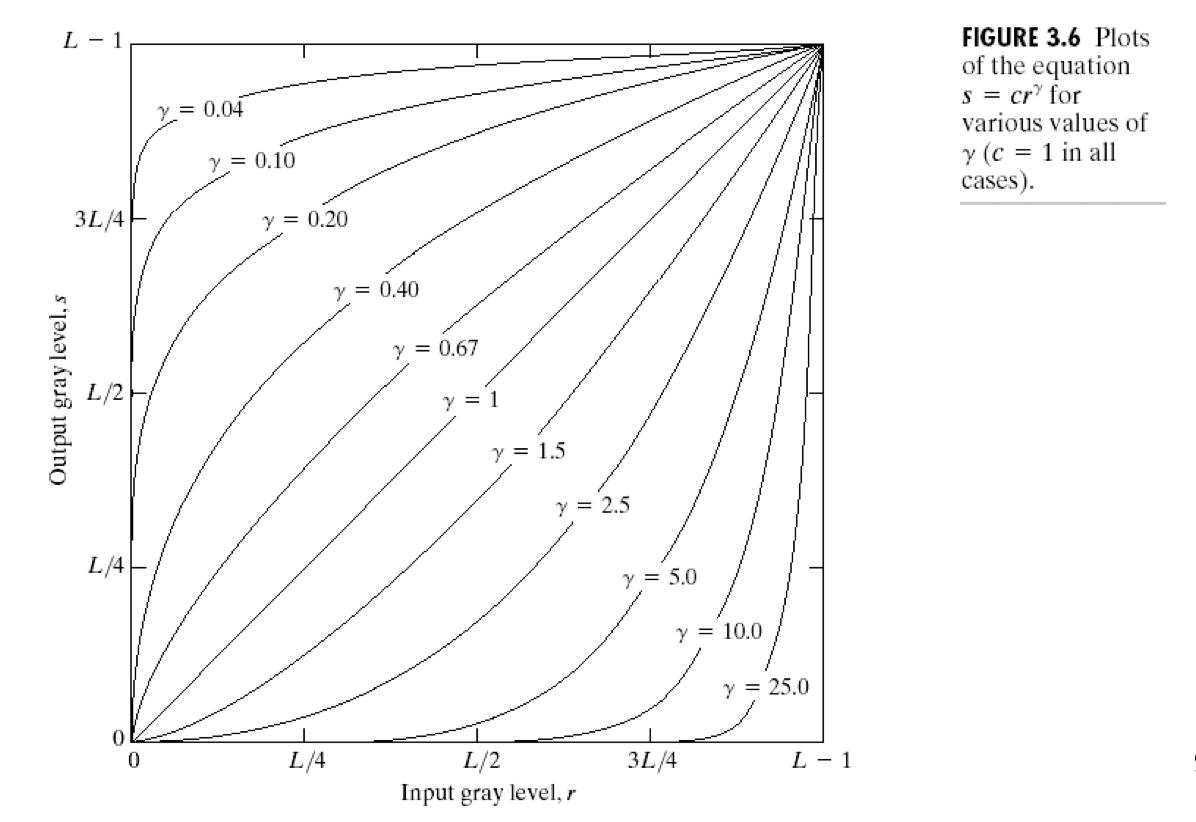 L − 1
3L/4
L/2
L/4
0
Output gray level, s
γ = 0.04
γ = 0.10
γ = 0.20
γ = 0.40
γ = 0.67
γ = 1
γ = 1.5
γ = 2.5
γ = 5.0
γ = 10.0
γ = 25.0
0 L/4 L/2 3L/4 L − 1
Input gray level, r
FIGURE 3.6 Plots
of the equation
s = crᵞ for
various values of
γ (c = 1 in all
cases).